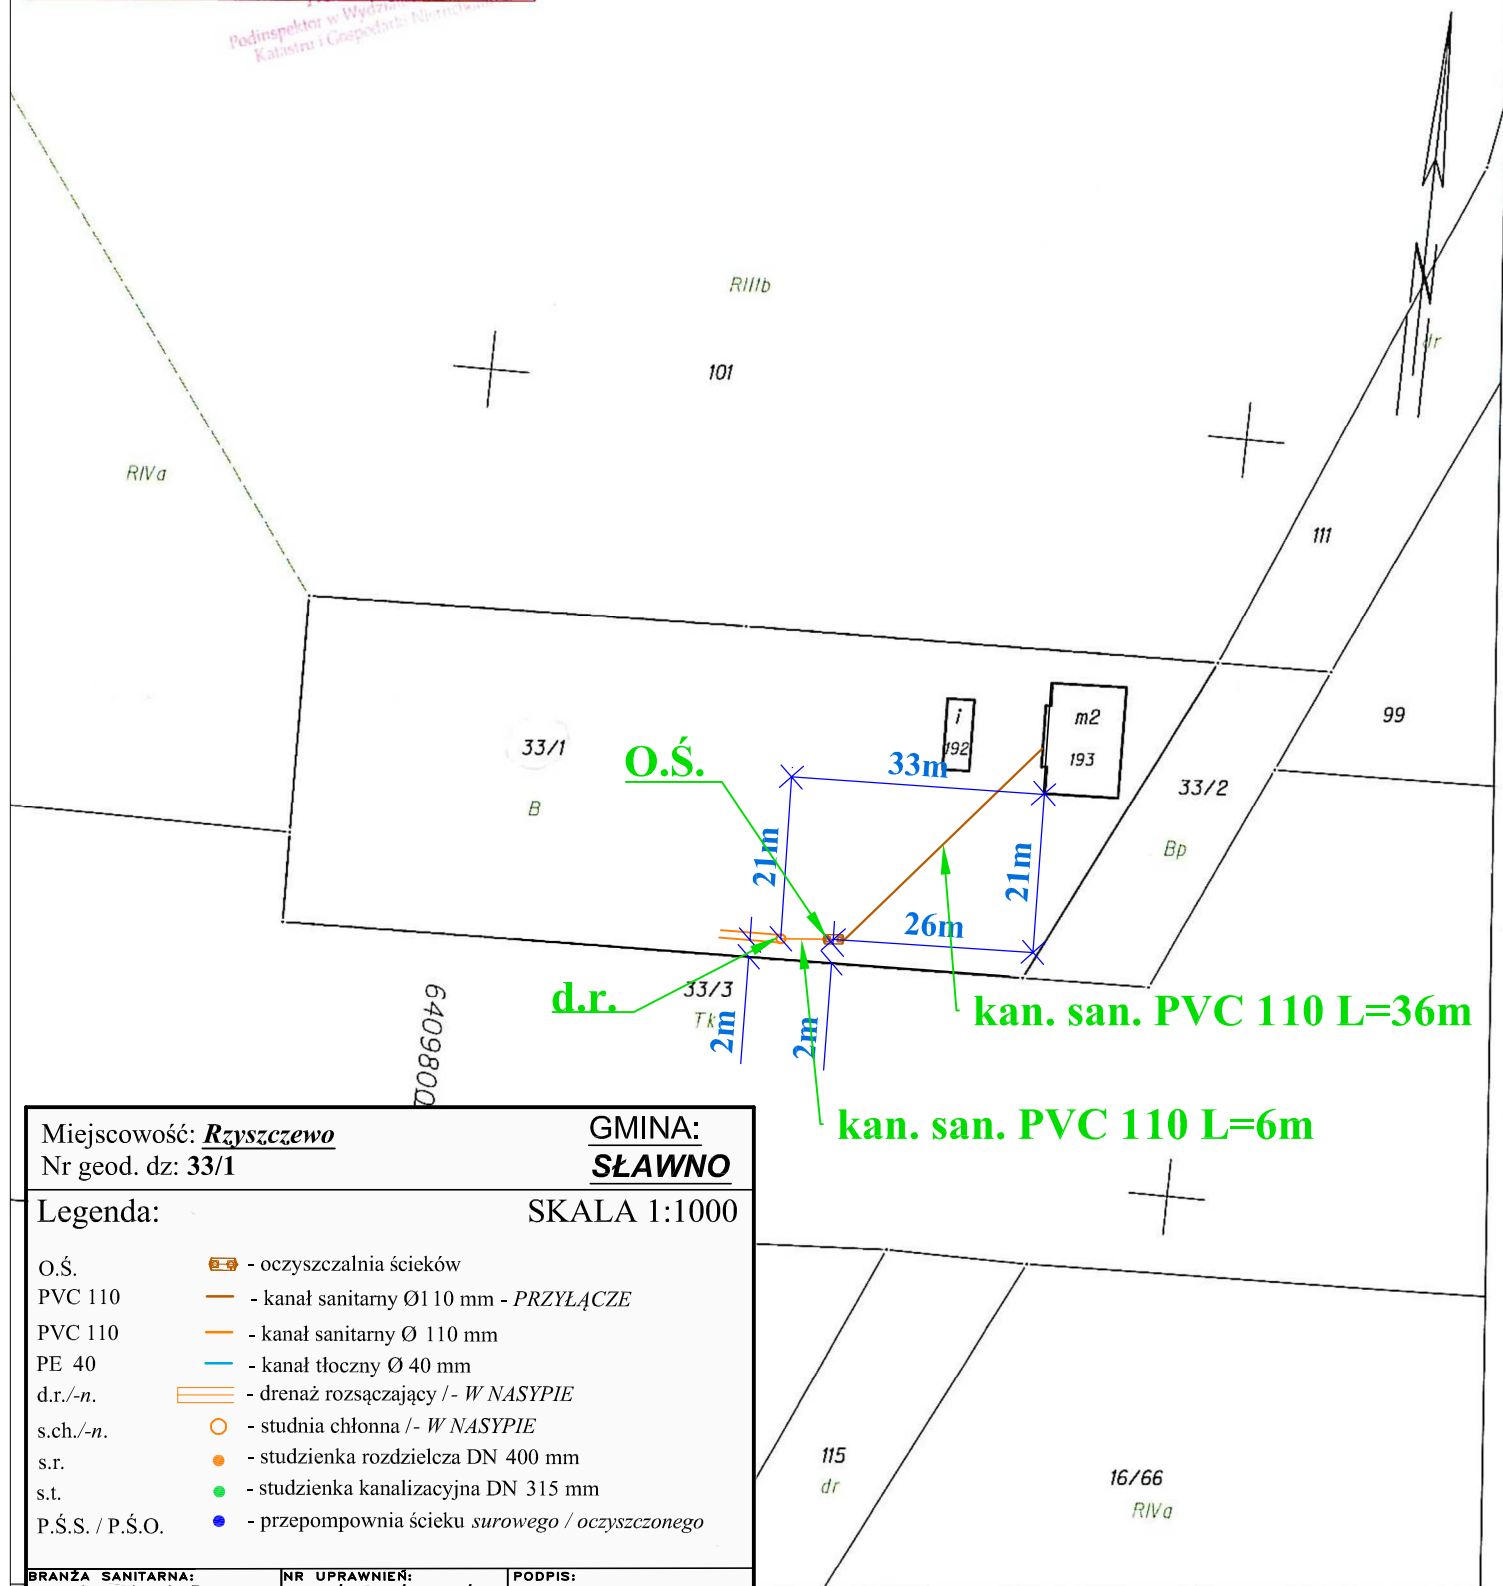 Podinspektor w
Katastru i Gospodarki
RIIIb
101
RIVa
N
dr
111
99
i
192
m2
193
33/1
B
O.Ś.
33m
21m
21m
26m
33/2
Bp
d.r.
33/3
Tk
2m
2m
kan. san. PVC 110 L=36m
kan. san. PVC 110 L=6m
640980
Miejscowość: Rzyszczewo
GMINA:
Nr geod. dz: 33/1
SŁAWNO
Legenda:
SKALA 1:1000
O.Ś. - oczyszczalnia ścieków
PVC 110 - kanał sanitarny Ø110 mm - PRZYŁĄCZE
PVC 110 - kanał sanitarny Ø 110 mm
PE 40 - kanał tłoczny Ø 40 mm
d.r./-n. - drenaż rozsączający /- W NASYPIE
s.ch./-n. - studnia chłonna /- W NASYPIE
s.r. - studzienka rozdzielcza DN 400 mm
s.t. - studzienka kanalizacyjna DN 315 mm
P.Ś.S. / P.Ś.O. - przepompownia ścieku surowego / oczyszczonego
BRANŻA SANITARNA:
NR UPRAWNIEŃ:
PODPIS:
115
dr
16/66
RIVa